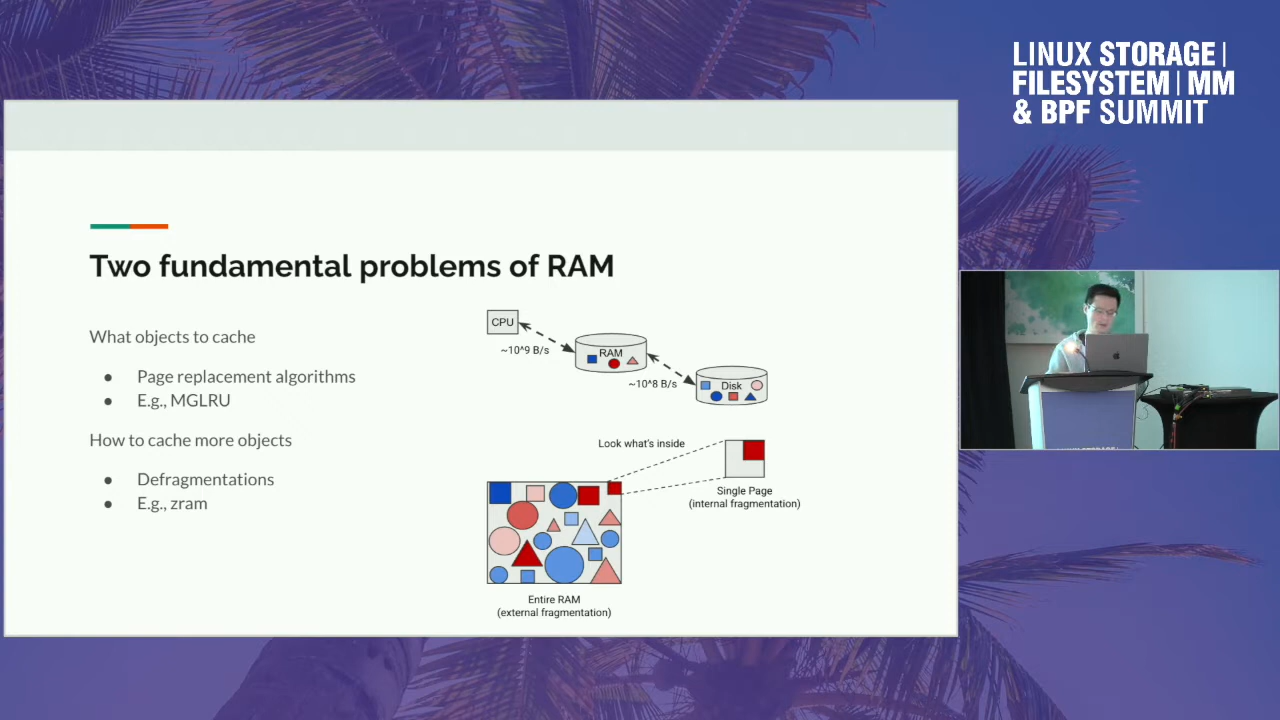 LINUX STORAGE |
FILESYSTEM | MM
& BPF SUMMIT
Two fundamental problems of RAM
What objects to cache
● Page replacement algorithms
● E.g., MGLRU
How to cache more objects
● Defragmentations
● E.g., zram
CPU
~10^9 B/s
RAM
~10^8 B/s
Disk
Look what's inside
Single Page
(internal fragmentation)
Entire RAM
(external fragmentation)